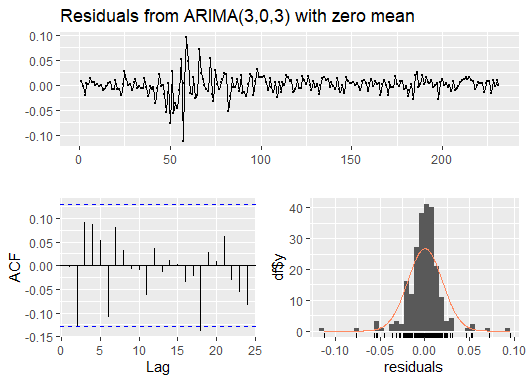 Residuals from ARIMA(3,0,3) with zero mean
0.10
0.05
0.00
-0.05
-0.10
0 50 100 150 200
ACF
0.10
0.05
0.00
-0.05
-0.10
-0.15
0 5 10 15 20 25
Lag
df$y
40
30
20
10
0
-0.10 -0.05 0.00 0.05 0.10
residuals